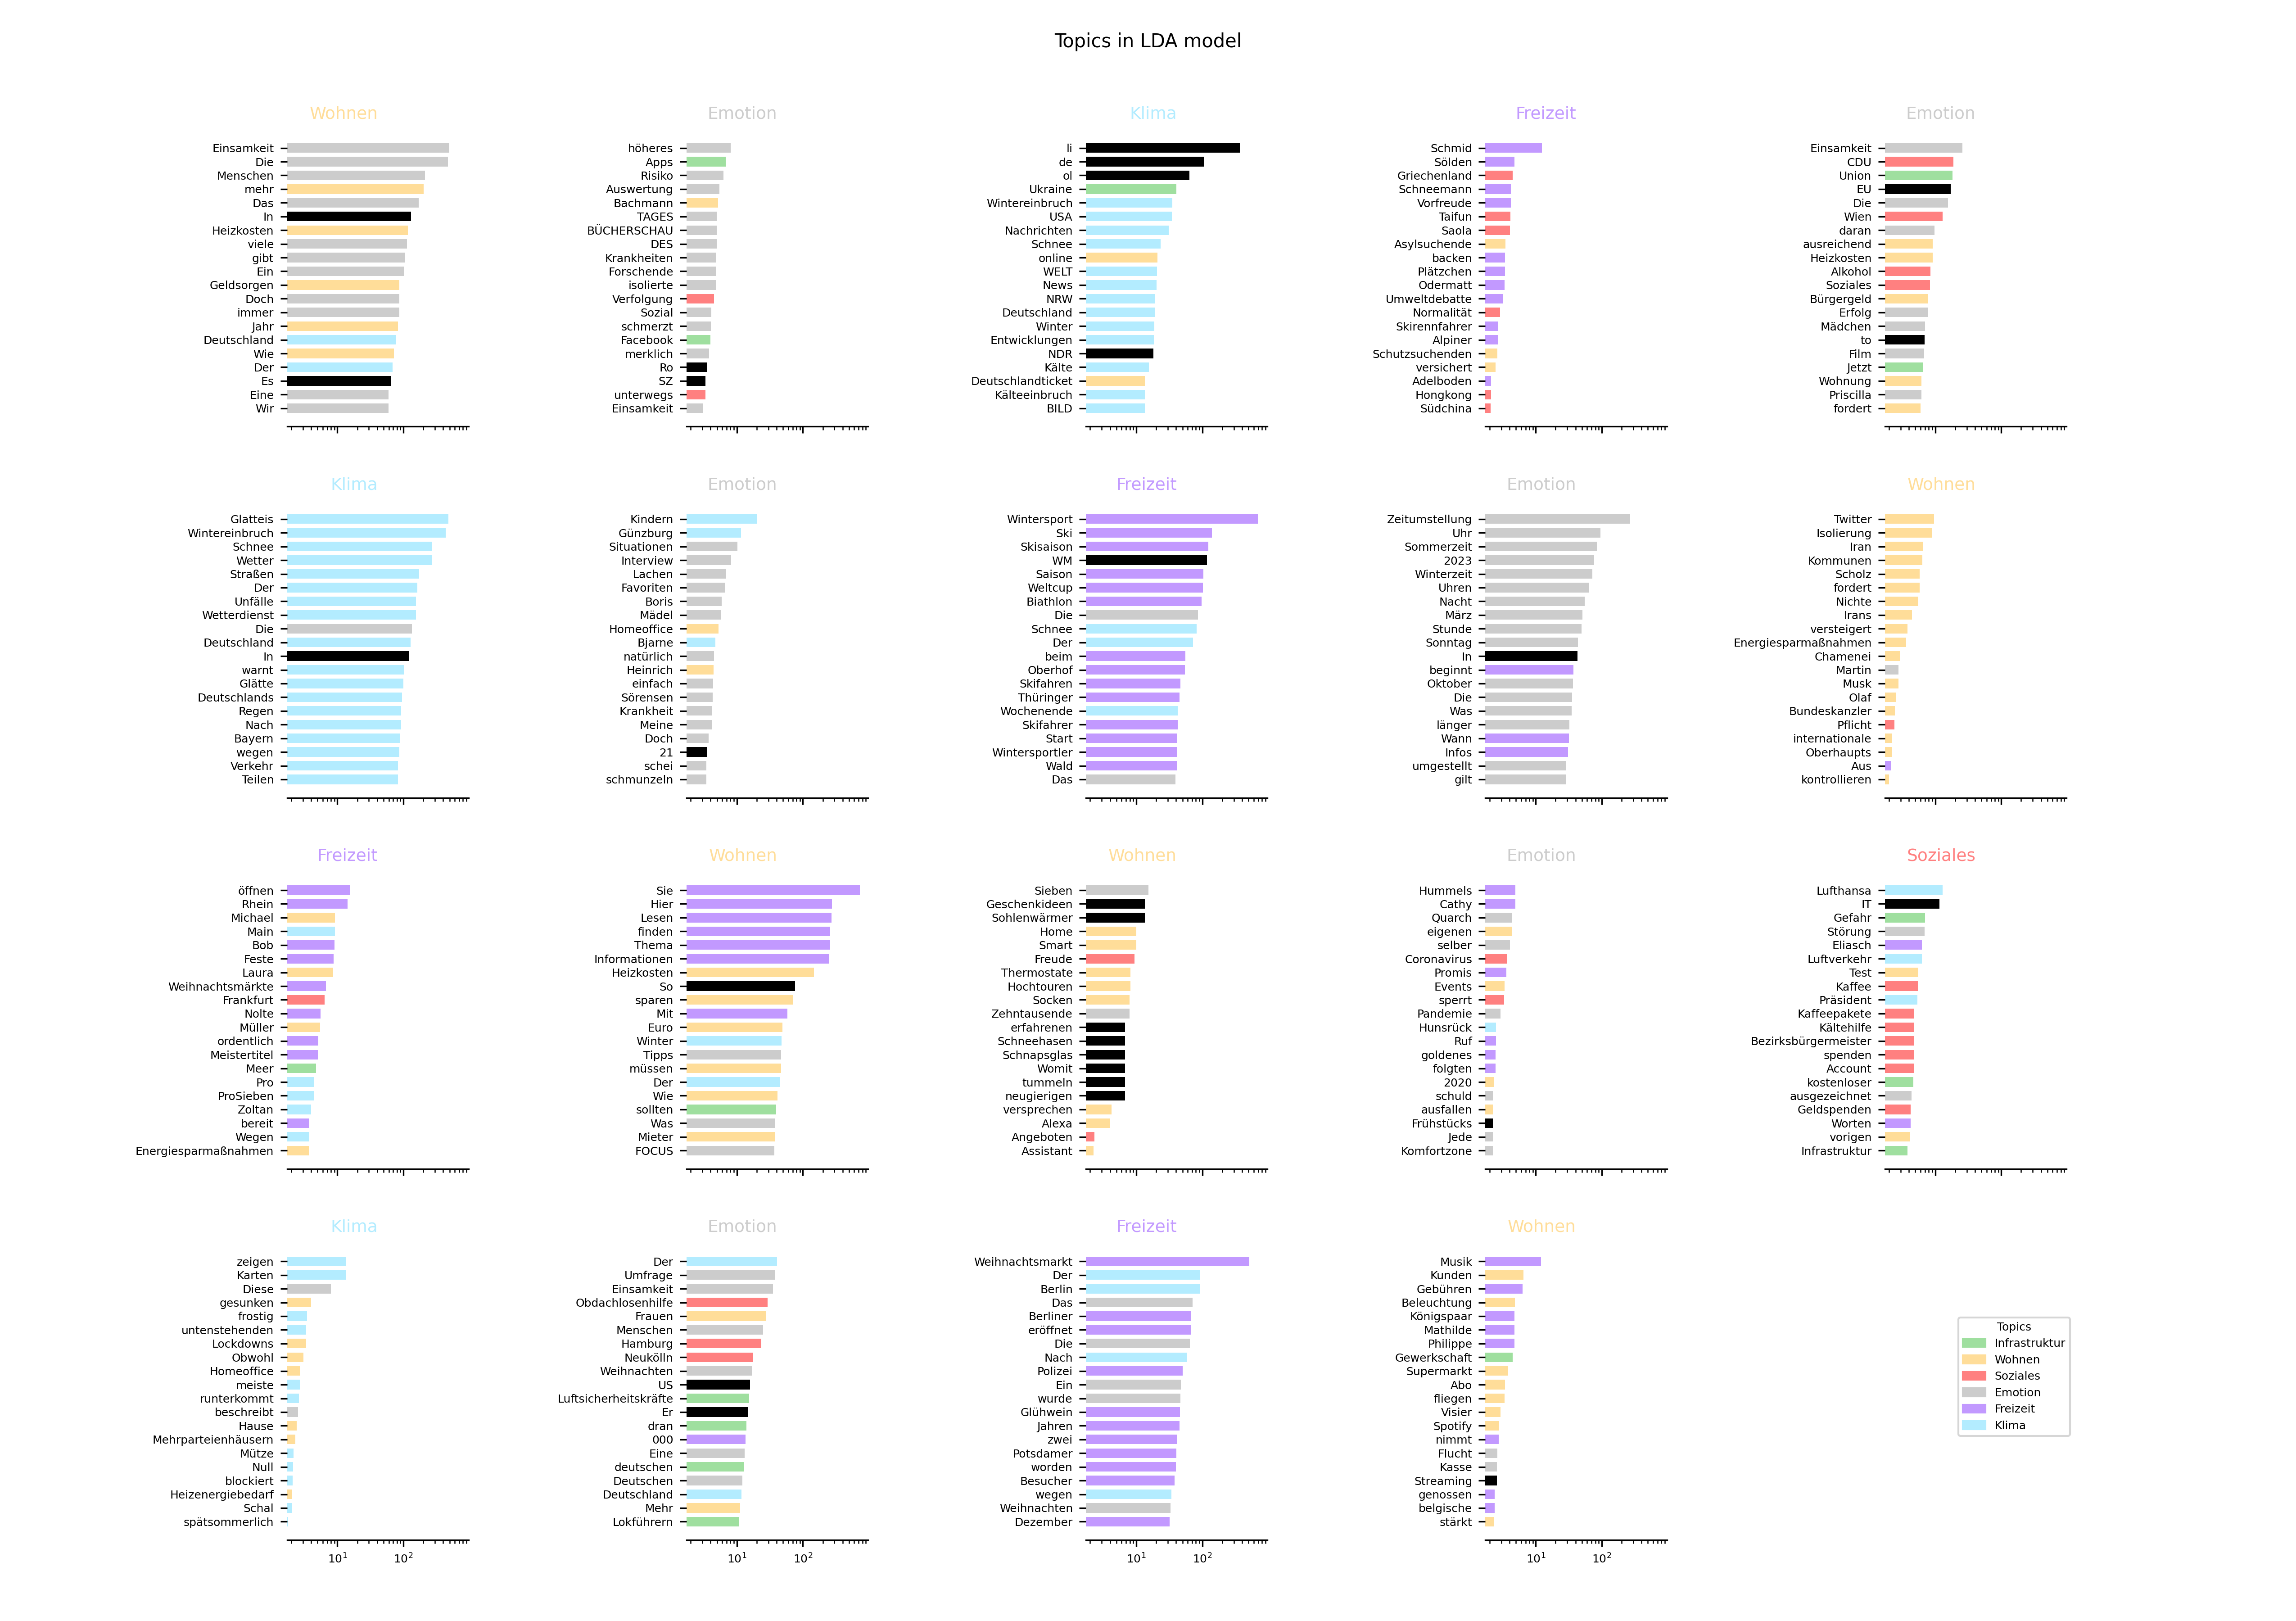 Topics in LDA model
Wohnen
Einsamkeit
Die
Menschen
mehr
Das
In
Heizkosten
viele
gibt
Ein
Geldsorgen
Doch
immer
Jahr
Deutschland
Wie
Der
Es
Eine
Wir
Emotion
höheres
Apps
Risiko
Auswertung
Bachmann
TAGES
BÜCHERSCHAU
DES
Krankheiten
Forschende
isolierte
Verfolgung
Sozial
schmerzt
Facebook
merklich
Ro
SZ
unterwegs
Einsamkeit
Klima
li
de
ol
Ukraine
Wintereinbruch
USA
Nachrichten
Schnee
online
WELT
News
NRW
Deutschland
Winter
Entwicklungen
NDR
Kälte
Deutschlandticket
Kälteeinbruch
BILD
Freizeit
Schmid
Sölden
Griechenland
Schneemann
Vorfreude
Taifun
Saola
Asylsuchende
backen
Plätzchen
Odermatt
Umweltdebatte
Normalität
Skirennfahrer
Alpiner
Schutzsuchenden
versichert
Adelboden
Hongkong
Südchina
Emotion
Einsamkeit
CDU
Union
EU
Die
Wien
daran
ausreichend
Heizkosten
Alkohol
Soziales
Bürgergeld
Erfolg
Mädchen
to
Film
Jetzt
Wohnung
Priscilla
fordert
Klima
Glatteis
Wintereinbruch
Schnee
Wetter
Straßen
Der
Unfälle
Wetterdienst
Die
Deutschland
In
warnt
Glätte
Deutschlands
Regen
Nach
Bayern
wegen
Verkehr
Teilen
Emotion
Kindern
Günzburg
Situationen
Interview
Lachen
Favoriten
Boris
Mädel
Homeoffice
Bjarne
natürlich
Heinrich
einfach
Sörensen
Krankheit
Meine
Doch
21
schei
schmunzeln
Freizeit
Wintersport
Ski
Skisaison
WM
Saison
Weltcup
Biathlon
Die
Schnee
Der
beim
Oberhof
Skifahren
Thüringer
Wochenende
Skifahrer
Start
Wintersportler
Wald
Das
Emotion
Zeitumstellung
Uhr
Sommerzeit
2023
Winterzeit
Uhren
Nacht
März
Stunde
Sonntag
In
beginnt
Oktober
Die
Was
länger
Wann
Infos
umgestellt
gilt
Wohnen
Twitter
Isolierung
Iran
Kommunen
Scholz
fordert
Nichte
Irans
versteigert
Energiesparmaßnahmen
Chamenei
Martin
Musk
Olaf
Bundeskanzler
Pflicht
internationale
Oberhaupts
Aus
kontrollieren
Freizeit
öffnen
Rhein
Michael
Main
Bob
Feste
Laura
Weihnachtsmärkte
Frankfurt
Nolte
Müller
ordentlich
Meistertitel
Meer
Pro
ProSieben
Zoltan
bereit
Wegen
Energiesparmaßnahmen
Wohnen
Sie
Hier
Lesen
finden
Thema
Informationen
Heizkosten
So
sparen
Mit
Euro
Winter
Tipps
müssen
Der
Wie
sollten
Was
Mieter
FOCUS
Wohnen
Sieben
Geschenkideen
Sohlenwärmer
Home
Smart
Freude
Thermostate
Hochtouren
Socken
Zehntausende
erfahrenen
Schneehasen
Schnapsglas
Womit
tummeln
neugierigen
versprechen
Alexa
Angeboten
Assistant
Emotion
Hummels
Cathy
Quarch
eigenen
selber
Coronavirus
Promis
Events
sperrt
Pandemie
Hunsrück
Ruf
goldenes
folgten
2020
schuld
ausfallen
Frühstücks
Jede
Komfortzone
Soziales
Lufthansa
IT
Gefahr
Störung
Eliasch
Luftverkehr
Test
Kaffee
Präsident
Kaffeepakete
Kältehilfe
Bezirksbürgermeister
spenden
Account
kostenloser
ausgezeichnet
Geldspenden
Worten
vorigen
Infrastruktur
Klima
zeigen
Karten
Diese
gesunken
frostig
untenstehenden
Lockdowns
Obwohl
Homeoffice
meiste
runterkommt
beschreibt
Hause
Mehrparteienhäusern
Mütze
Null
blockiert
Heizenergiebedarf
Schal
spätsommerlich
10¹ 10²
Emotion
Der
Umfrage
Einsamkeit
Obdachlosenhilfe
Frauen
Menschen
Hamburg
Neukölln
Weihnachten
US
Luftsicherheitskräfte
Er
dran
000
Eine
deutschen
Deutschen
Deutschland
Mehr
Lokführern
10¹ 10²
Freizeit
Weihnachtsmarkt
Der
Berlin
Das
Berliner
eröffnet
Die
Nach
Polizei
Ein
wurde
Glühwein
Jahren
zwei
Potsdamer
worden
Besucher
wegen
Weihnachten
Dezember
10¹ 10²
Wohnen
Musik
Kunden
Gebühren
Beleuchtung
Königspaar
Mathilde
Philippe
Gewerkschaft
Supermarkt
Abo
fliegen
Visier
Spotify
nimmt
Flucht
Kasse
Streaming
genossen
belgische
stärkt
10¹ 10²
Topics
Infrastruktur
Wohnen
Soziales
Emotion
Freizeit
Klima